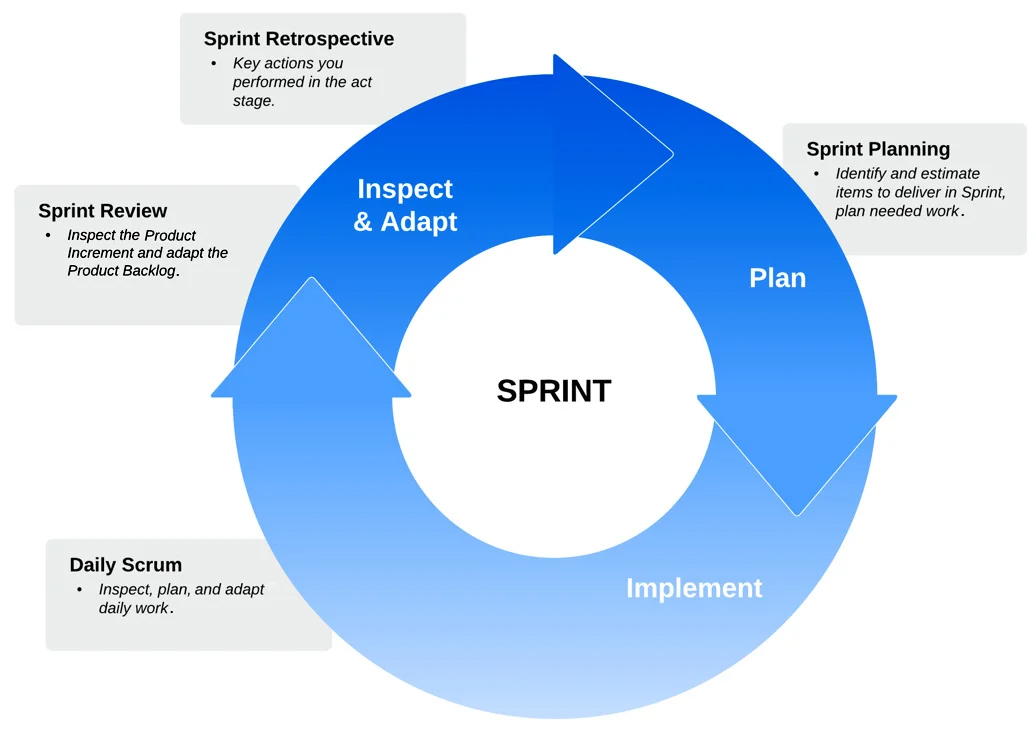 Sprint Retrospective
• Key actions you
performed in the act
stage.
Sprint Planning
• Identify and estimate
items to deliver in Sprint,
plan needed work.
Inspect
& Adapt
Sprint Review
• Inspect the Product
Increment and adapt the
Product Backlog.
Plan
SPRINT
Daily Scrum
• Inspect, plan, and adapt
daily work.
Implement